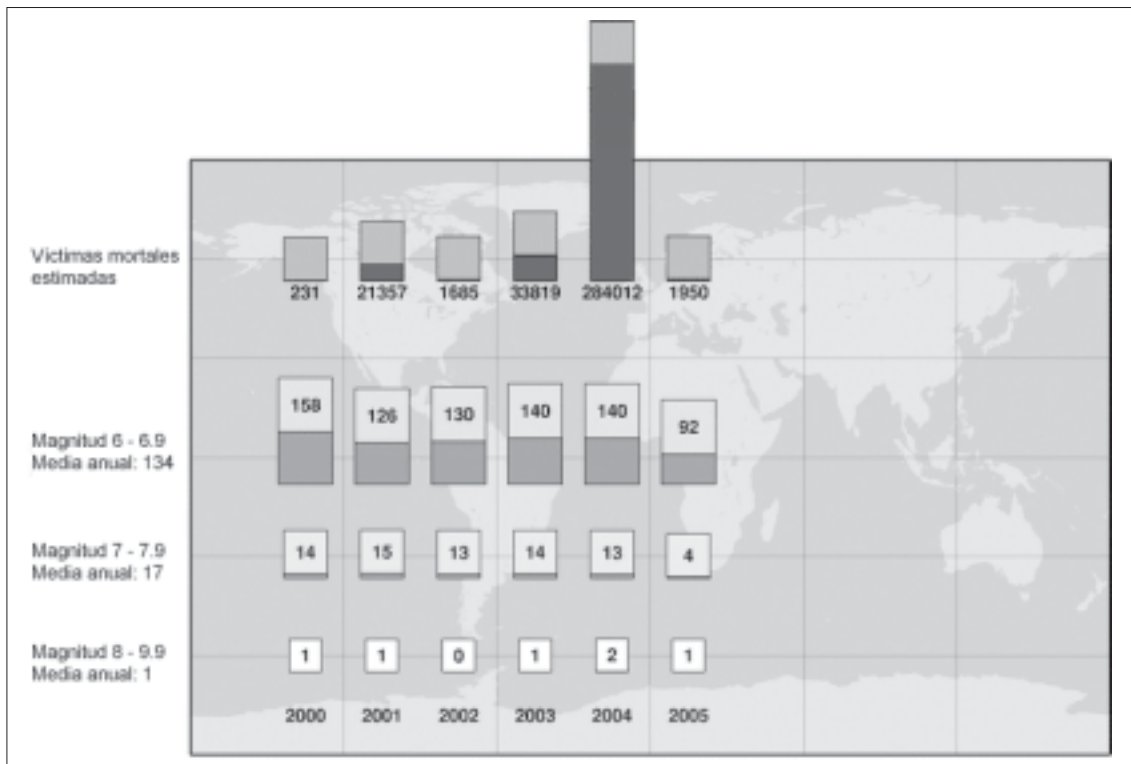 Víctimas mortales
estimadas
231 21357 1685 33819 284012 1950
158 126 130 140 140 92
Magnitud 6 - 6.9
Media anual: 134
14 15 13 14 13 4
Magnitud 7 - 7.9
Media anual: 17
1 1 0 1 2 1
Magnitud 8 - 9.9
Media anual: 1
2000 2001 2002 2003 2004 2005